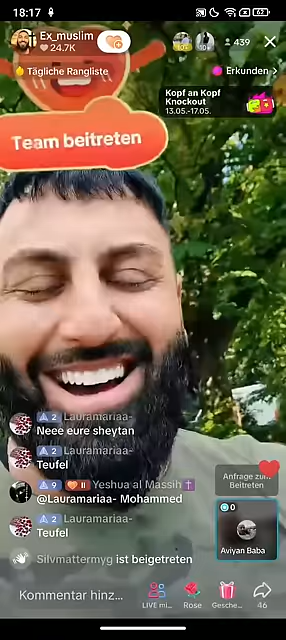 18:17
62
Ex_muslim
24.7K
439
Tägliche Rangliste
Erkunden
Kopf an Kopf
Knockout
13.05.-17.05.
Team beitreten
2 Lauramariaa-
Neee eure sheytan
2 Lauramariaa-
Teufel
9 II Yeshua al Massih
@Lauramariaa- Mohammed
2 Lauramariaa-
Teufel
Silvmattermyg ist beigetreten
Anfrage zum
Beitreten
0
Aviyan Baba
Kommentar hinz...
LIVE mi...
Rose
Gesche...
46